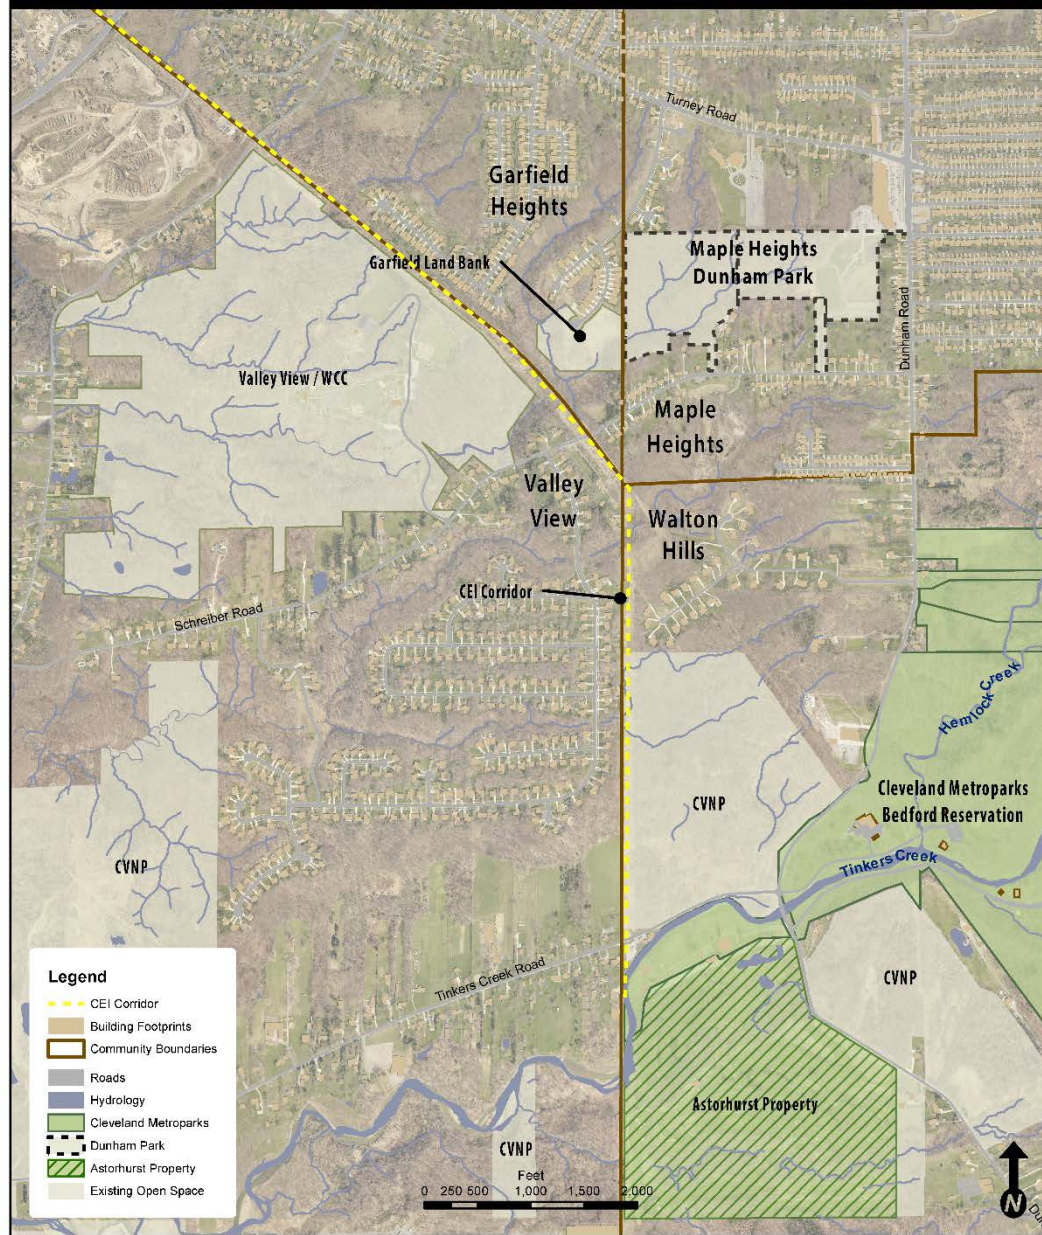 Turney Road
Garfield
Heights
Maple Heights
Dunham Park
Garfield Land Bank
Dunham Road
Valley View / WCC
Maple
Heights
Valley
View
Walton
Hills
CEI Corridor
Schreiber Road
Hemlock Creek
Cleveland Metroparks
Bedford Reservation
CVNP
Tinkers Creek
CVNP
CVNP
Tinkers Creek Road
Astorhurst Property
CVNP
Legend
CEI Corridor
Building Footprints
Community Boundaries
Roads
Hydrology
Cleveland Metroparks
Dunham Park
Astorhurst Property
Existing Open Space
Feet
0 250 500 1,000 1,500 2,000
N